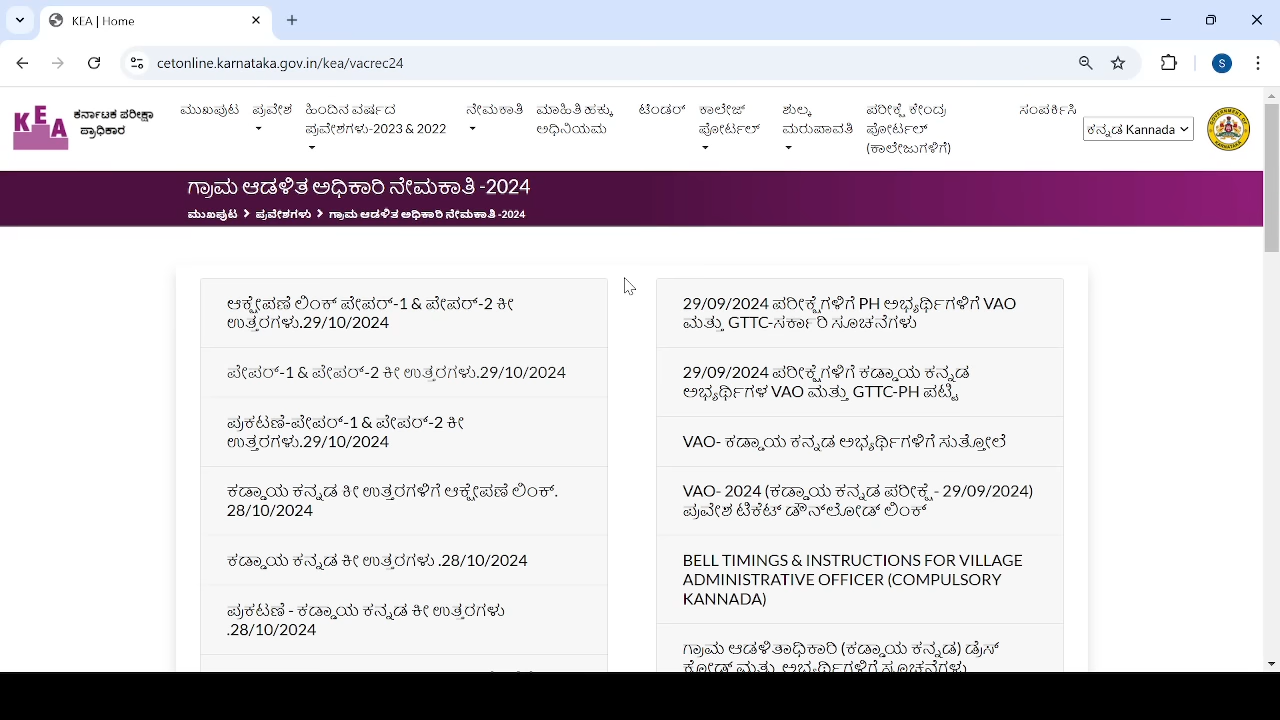 KEA | Home
cetonline.karnataka.gov.in/kea/vacrec24
S
KEA
ಕರ್ನಾಟಕ ಪರೀಕ್ಷಾ
ಪ್ರಾಧಿಕಾರ
ಮುಖಪುಟ
ಪ್ರವೇಶ
ಹಿಂದಿನ ವರ್ಷದ
ಪ್ರವೇಶಗಳು-2023 & 2022
ನೇಮಕಾತಿ
ಮಾಹಿತಿ ಹಕ್ಕು
ಅಧಿನಿಯಮ
ಟೆಂಡರ್
ಕಾಲೇಜ್
ಪೋರ್ಟಲ್
ಶುಲ್ಕ
ಮರುಪಾವತಿ
ಪರೀಕ್ಷಾ ಕೇಂದ್ರ
ಪೋರ್ಟಲ್
(ಕಾಲೇಜುಗಳಿಗೆ)
ಸಂಪರ್ಕಿಸಿ
ಕನ್ನಡ Kannada
ಗ್ರಾಮ ಆಡಳಿತ ಅಧಿಕಾರಿ ನೇಮಕಾತಿ -2024
ಮುಖಪುಟ > ಪ್ರವೇಶಗಳು > ಗ್ರಾಮ ಆಡಳಿತ ಅಧಿಕಾರಿ ನೇಮಕಾತಿ -2024
ಆಕ್ಷೇಪಣೆ ಲಿಂಕ್ ಪೇಪರ್-1 & ಪೇಪರ್-2 ಕೀ
ಉತ್ತರಗಳು.29/10/2024
ಪೇಪರ್-1 & ಪೇಪರ್-2 ಕೀ ಉತ್ತರಗಳು.29/10/2024
ಪ್ರಕಟಣೆ-ಪೇಪರ್-1 & ಪೇಪರ್-2 ಕೀ
ಉತ್ತರಗಳು.29/10/2024
ಕಡ್ಡಾಯ ಕನ್ನಡ ಕೀ ಉತ್ತರಗಳಿಗೆ ಆಕ್ಷೇಪಣೆ ಲಿಂಕ್.
28/10/2024
ಕಡ್ಡಾಯ ಕನ್ನಡ ಕೀ ಉತ್ತರಗಳು .28/10/2024
ಪ್ರಕಟಣೆ - ಕಡ್ಡಾಯ ಕನ್ನಡ ಕೀ ಉತ್ತರಗಳು
.28/10/2024
29/09/2024 ಪರೀಕ್ಷೆಗಳಿಗೆ PH ಅಭ್ಯರ್ಥಿಗಳಿಗೆ VAO
ಮತ್ತು GTTC-ಸರ್ಕಾರಿ ಸೂಚನೆಗಳು
29/09/2024 ಪರೀಕ್ಷೆಗಳಿಗೆ ಕಡ್ಡಾಯ ಕನ್ನಡ
ಅಭ್ಯರ್ಥಿಗಳ VAO ಮತ್ತು GTTC-PH ಪಟ್ಟಿ
VAO- ಕಡ್ಡಾಯ ಕನ್ನಡ ಅಭ್ಯರ್ಥಿಗಳಿಗೆ ಸುತ್ತೋಲೆ
VAO- 2024 (ಕಡ್ಡಾಯ ಕನ್ನಡ ಪರೀಕ್ಷೆ - 29/09/2024)
ಪ್ರವೇಶ ಟಿಕೆಟ್ ಡೌನ್‌ಲೋಡ್ ಲಿಂಕ್
BELL TIMINGS & INSTRUCTIONS FOR VILLAGE
ADMINISTRATIVE OFFICER (COMPULSORY
KANNADA)
ಗ್ರಾಮ ಆಡಳಿತಾಧಿಕಾರಿ (ಕಡ್ಡಾಯ ಕನ್ನಡ) ಡ್ರೆಸ್
ಕೋಡ್ ಮತ್ತು ಅಭ್ಯರ್ಥಿಗಳಿಗೆ ಸೂಚನೆಗಳು